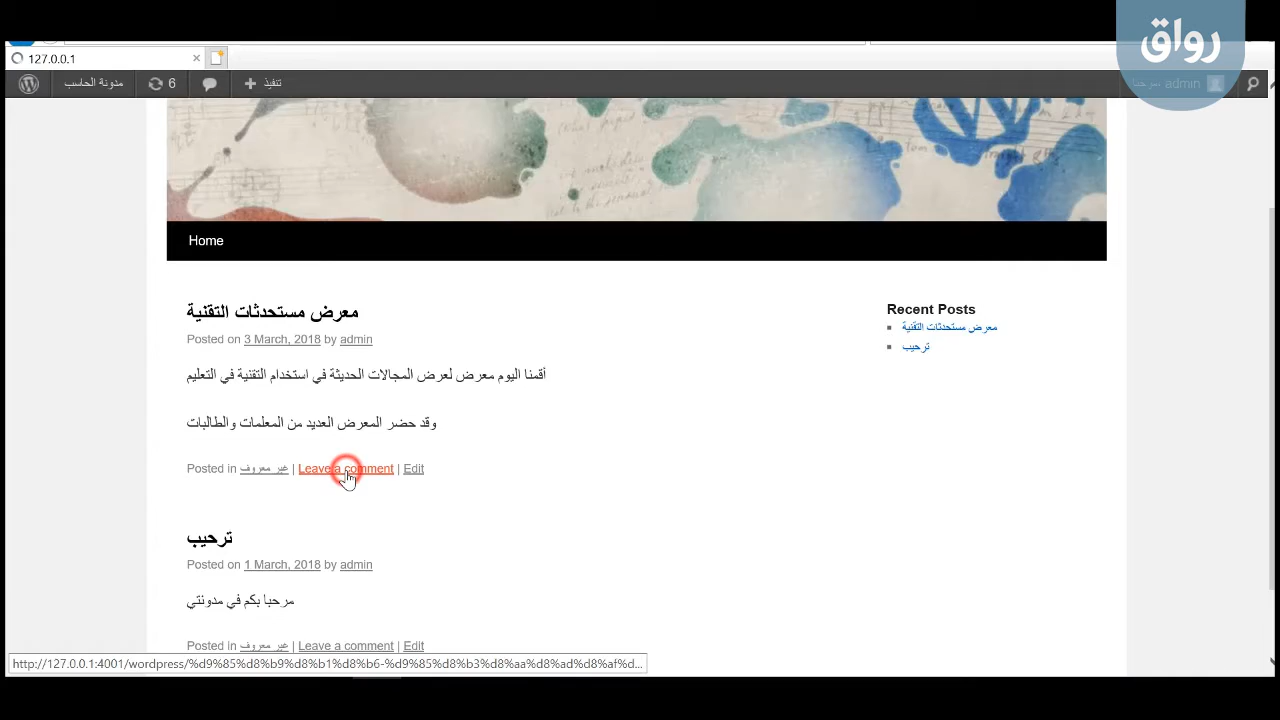 رواق
127.0.0.1
مدونة الحاسب
6
تنفيذ
admin مرحبا
Home
معرض مستحدثات التقنية
Posted on 3 March, 2018 by admin
أقمنا اليوم معرض لعرض المجالات الحديثة في استخدام التقنية في التعليم
وقد حضر المعرض العديد من المعلمات والطالبات
Posted in غير معروف | Leave a comment | Edit
ترحيب
Posted on 1 March, 2018 by admin
مرحبا بكم في مدونتي
Posted in غير معروف | Leave a comment | Edit
Recent Posts
معرض مستحدثات التقنية
ترحيب
http://127.0.0.1:4001/wordpress/%d9%85%d8%b9%d8%b1%d8%b6-%d9%85%d8%b3%d8%aa%d8%ad%d8%af%d...